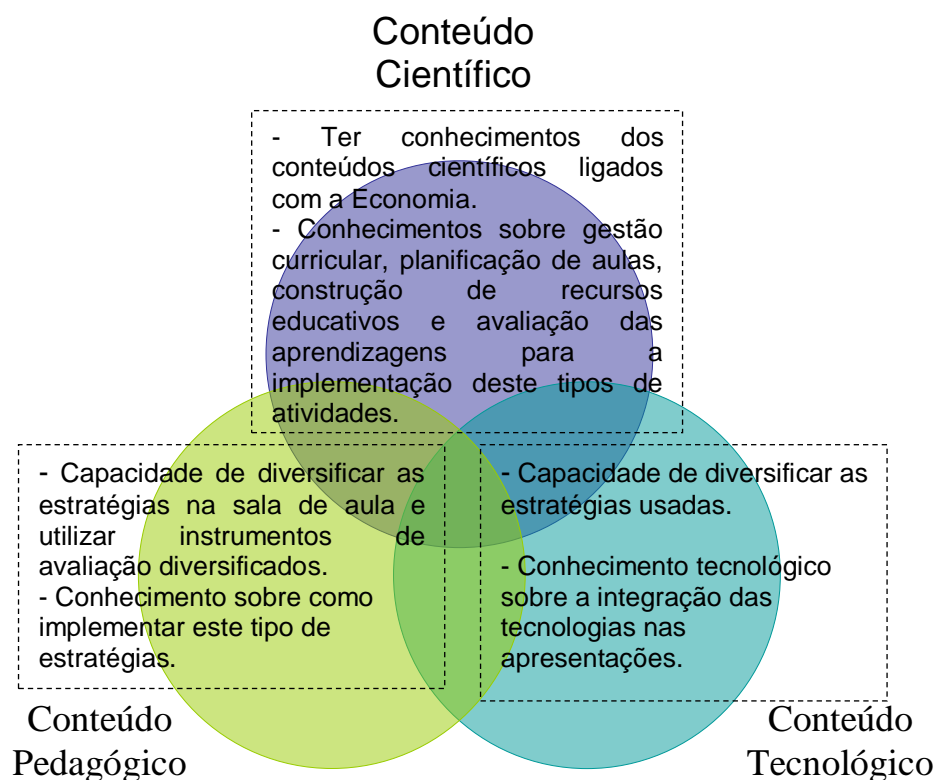 Conteúdo
Científico
- Ter conhecimentos dos
conteúdos científicos ligados
com a Economia.
- Conhecimentos sobre gestão
curricular, planificação de aulas,
construção de recursos
educativos e avaliação das
aprendizagens para a
implementação deste tipos de
atividades.
- Capacidade de diversificar as
estratégias na sala de aula e
utilizar instrumentos de
avaliação diversificados.
- Conhecimento sobre como
implementar este tipo de
estratégias.
- Capacidade de diversificar as
estratégias usadas.
- Conhecimento tecnológico
sobre a integração das
tecnologias nas
apresentações.
Conteúdo
Pedagógico
Conteúdo
Tecnológico